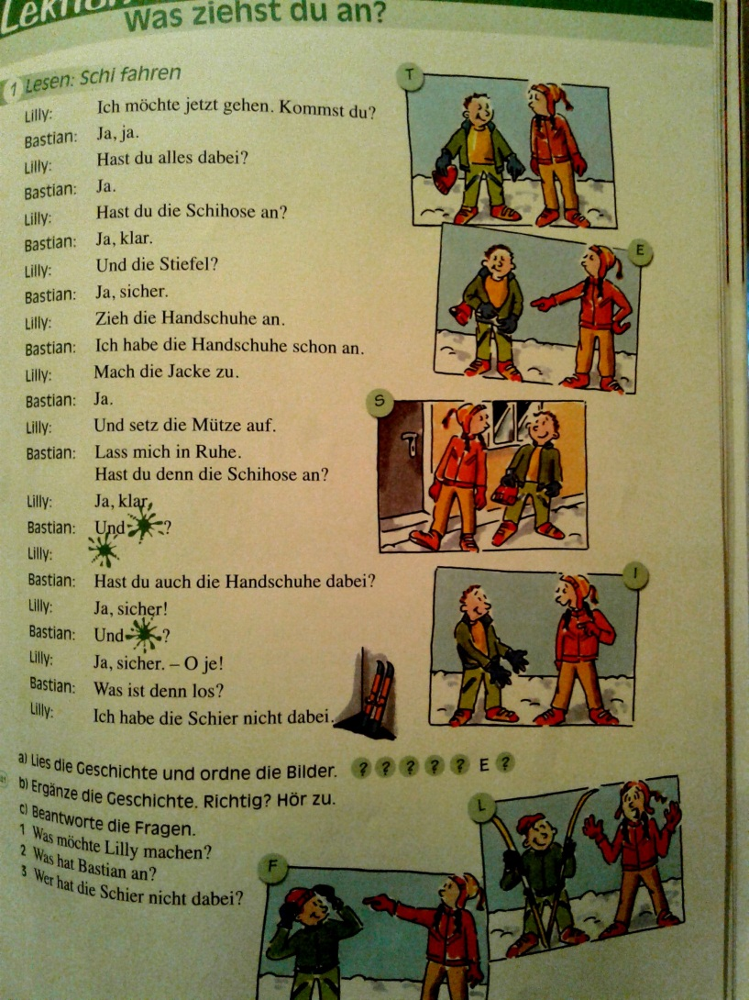 Lektion
Was ziehst du an?
1 Lesen: Schi fahren
Lilly: Ich möchte jetzt gehen. Kommst du?
Bastian: Ja, ja.
Lilly: Hast du alles dabei?
Bastian: Ja.
Lilly: Hast du die Schihose an?
Bastian: Ja, klar.
Lilly: Und die Stiefel?
Bastian: Ja, sicher.
Lilly: Zieh die Handschuhe an.
Bastian: Ich habe die Handschuhe schon an.
Lilly: Mach die Jacke zu.
Bastian: Ja.
Lilly: Und setz die Mütze auf.
Bastian: Lass mich in Ruhe.
Hast du denn die Schihose an?
Lilly: Ja, klar,
Bastian: Und ?
Lilly:
Bastian: Hast du auch die Handschuhe dabei?
Lilly: Ja, sicher!
Bastian: Und ?
Lilly: Ja, sicher. – O je!
Bastian: Was ist denn los?
Lilly: Ich habe die Schier nicht dabei.
T
E
S
I
a) Lies die Geschichte und ordne die Bilder. ? ? ? ? ? E ?
b) Ergänze die Geschichte. Richtig? Hör zu.
c) Beantworte die Fragen.
1 Was möchte Lilly machen?
2 Was hat Bastian an?
3 Wer hat die Schier nicht dabei?
L
F